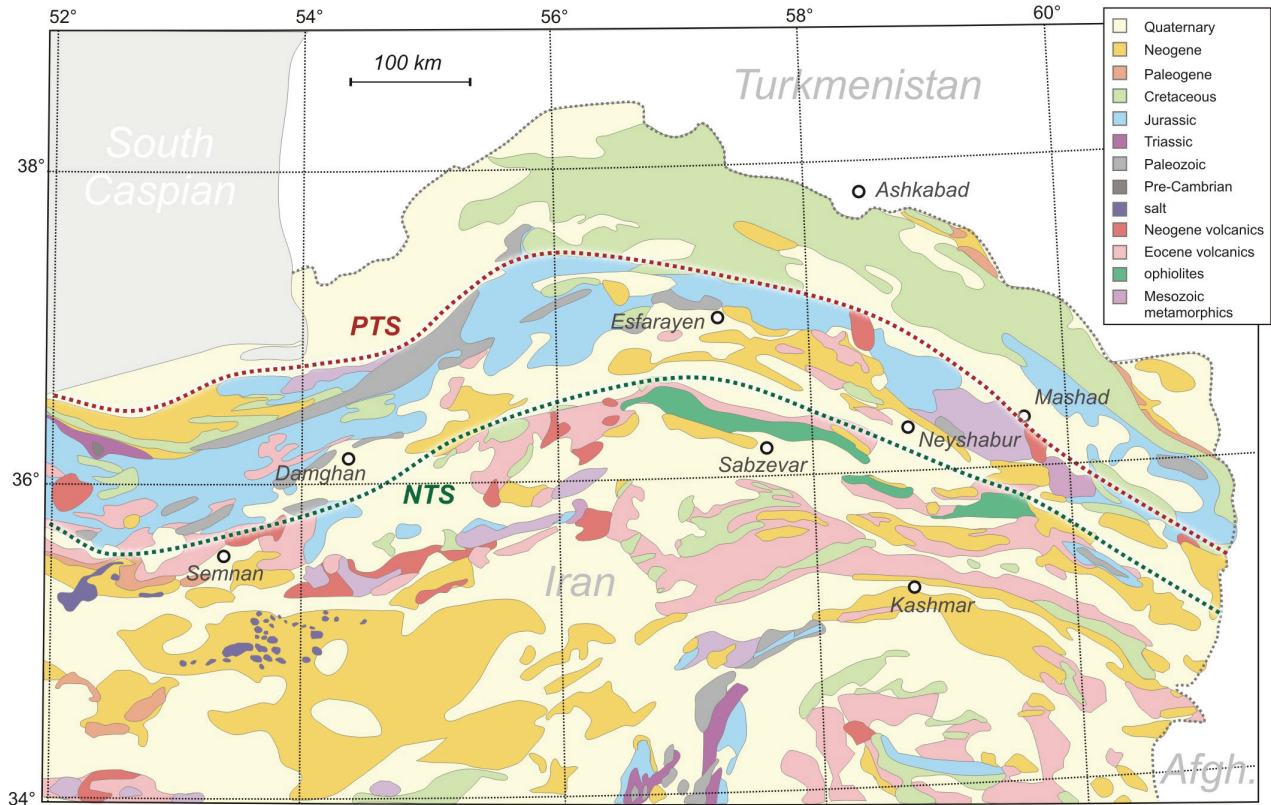 52°
54°
56°
58°
60°
100 km
Turkmenistan
South
Caspian
38°
Ashkabad
PTS
Esfarayen
Mashad
Neyshabur
Damghan
Sabzevar
36°
NTS
Semnan
Iran
Kashmar
Afgh.
34°
Quaternary
Neogene
Paleogene
Cretaceous
Jurassic
Triassic
Paleozoic
Pre-Cambrian
salt
Neogene volcanics
Eocene volcanics
ophiolites
Mesozoic
metamorphics